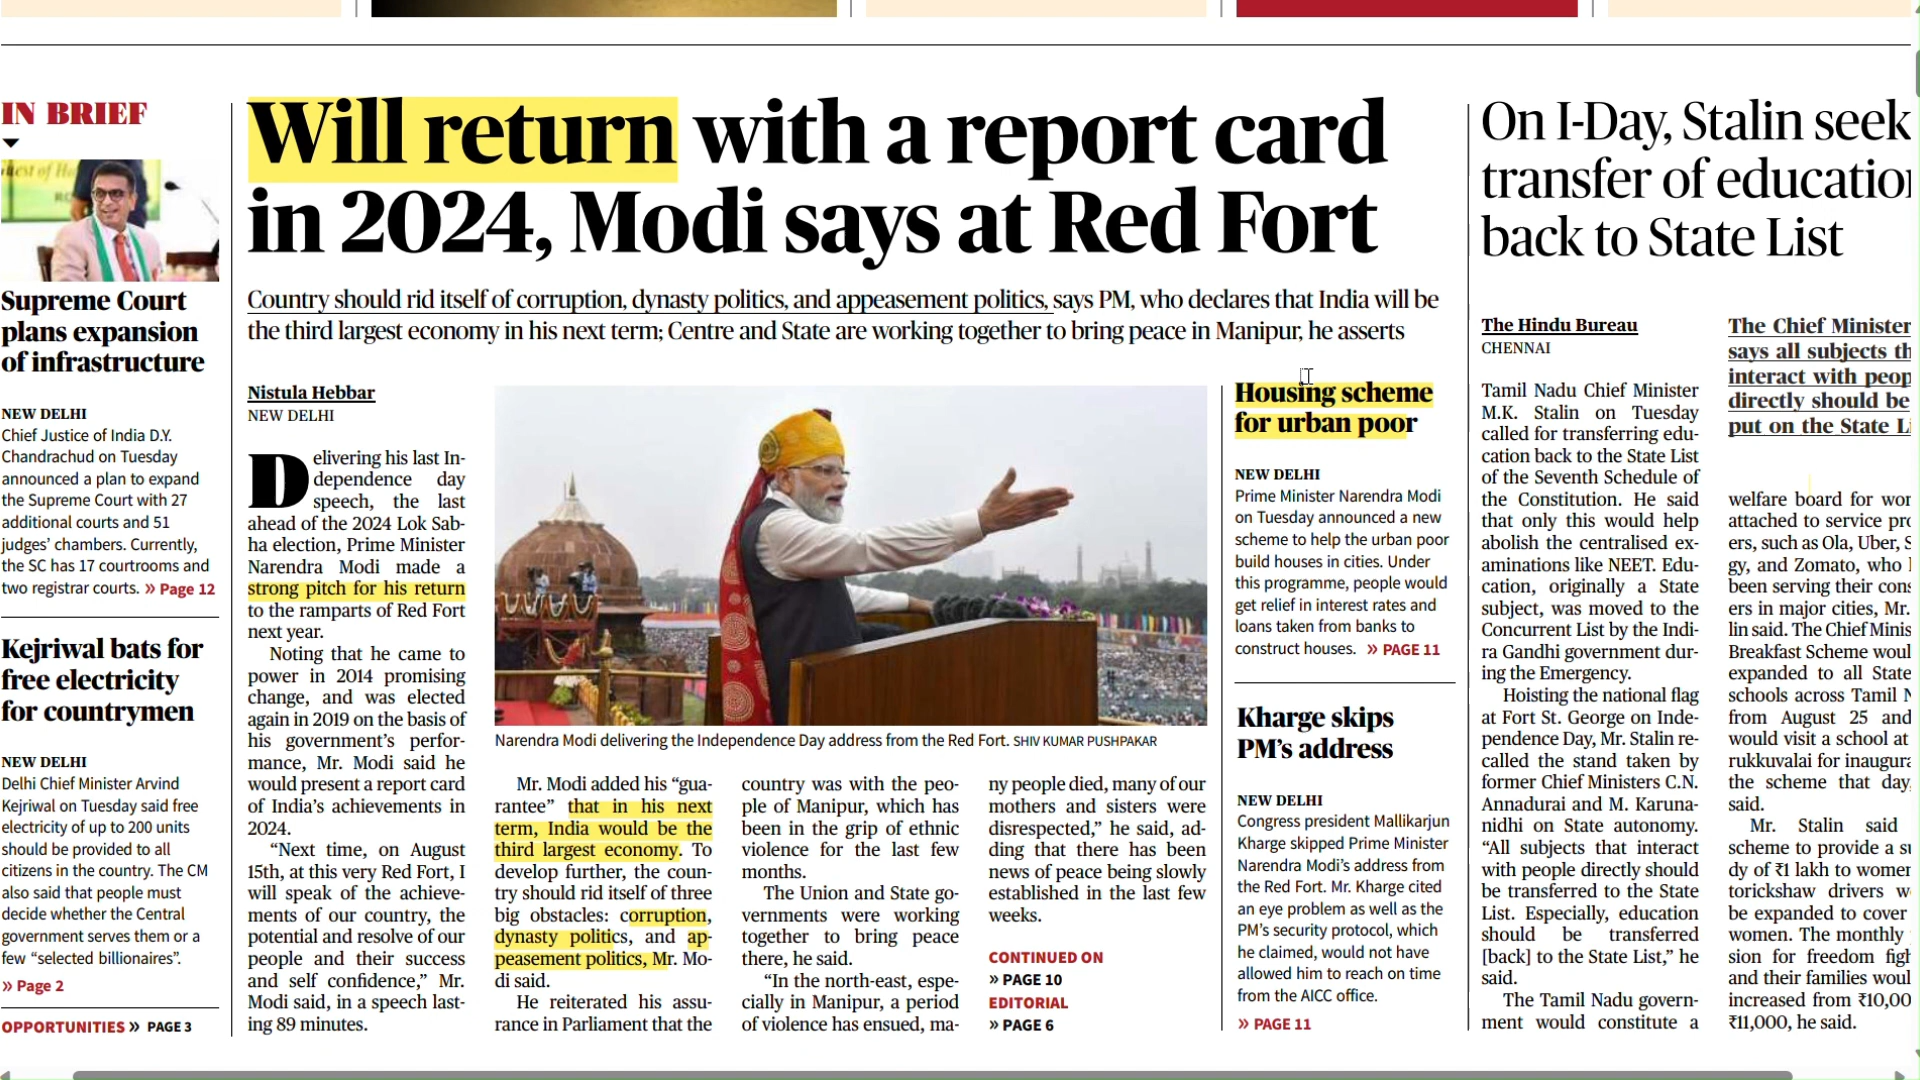 IN BRIEF
Supreme Court
plans expansion
of infrastructure
NEW DELHI
Chief Justice of India D.Y.
Chandrachud on Tuesday
announced a plan to expand
the Supreme Court with 27
additional courts and 51
judges’ chambers. Currently,
the SC has 17 courtrooms and
two registrar courts. » Page 12
Kejriwal bats for
free electricity
for countrymen
NEW DELHI
Delhi Chief Minister Arvind
Kejriwal on Tuesday said free
electricity of up to 200 units
should be provided to all
citizens in the country. The CM
also said that people must
decide whether the Central
government serves them or a
few “selected billionaires”.
» Page 2
OPPORTUNITIES » PAGE 3
Will return with a report card
in 2024, Modi says at Red Fort
Country should rid itself of corruption, dynasty politics, and appeasement politics, says PM, who declares that India will be
the third largest economy in his next term; Centre and State are working together to bring peace in Manipur, he asserts
Nistula Hebbar
NEW DELHI
Delivering his last In-
dependence day
speech, the last
ahead of the 2024 Lok Sab-
ha election, Prime Minister
Narendra Modi made a
strong pitch for his return
to the ramparts of Red Fort
next year.
Noting that he came to
power in 2014 promising
change, and was elected
again in 2019 on the basis of
his government’s perfor-
mance, Mr. Modi said he
would present a report card
of India’s achievements in
2024.
“Next time, on August
15th, at this very Red Fort, I
will speak of the achieve-
ments of our country, the
potential and resolve of our
people and their success
and self confidence,” Mr.
Modi said, in a speech last-
ing 89 minutes.
Narendra Modi delivering the Independence Day address from the Red Fort. SHIV KUMAR PUSHPAKAR
Mr. Modi added his “gua-
rantee” that in his next
term, India would be the
third largest economy. To
develop further, the coun-
try should rid itself of three
big obstacles: corruption,
dynasty politics, and ap-
peasement politics, Mr. Mo-
di said.
He reiterated his assu-
rance in Parliament that the
country was with the peo-
ple of Manipur, which has
been in the grip of ethnic
violence for the last few
months.
The Union and State go-
vernments were working
together to bring peace
there, he said.
“In the north-east, espe-
cially in Manipur, a period
of violence has ensued, ma-
ny people died, many of our
mothers and sisters were
disrespected,” he said, ad-
ding that there has been
news of peace being slowly
established in the last few
weeks.
CONTINUED ON
» PAGE 10
EDITORIAL
» PAGE 6
Housing scheme
for urban poor
NEW DELHI
Prime Minister Narendra Modi
on Tuesday announced a new
scheme to help the urban poor
build houses in cities. Under
this programme, people would
get relief in interest rates and
loans taken from banks to
construct houses. » PAGE 11
Kharge skips
PM’s address
NEW DELHI
Congress president Mallikarjun
Kharge skipped Prime Minister
Narendra Modi’s address from
the Red Fort. Mr. Kharge cited
an eye problem as well as the
PM’s security protocol, which
he claimed, would not have
allowed him to reach on time
from the AICC office.
» PAGE 11
On I-Day, Stalin seek
transfer of education
back to State List
The Hindu Bureau
CHENNAI
Tamil Nadu Chief Minister
M.K. Stalin on Tuesday
called for transferring edu-
cation back to the State List
of the Seventh Schedule of
the Constitution. He said
that only this would help
abolish the centralised ex-
aminations like NEET. Edu-
cation, originally a State
subject, was moved to the
Concurrent List by the Indi-
ra Gandhi government dur-
ing the Emergency.
Hoisting the national flag
at Fort St. George on Inde-
pendence Day, Mr. Stalin re-
called the stand taken by
former Chief Ministers C.N.
Annadurai and M. Karuna-
nidhi on State autonomy.
“All subjects that interact
with people directly should
be transferred to the State
List. Especially, education
should be transferred
[back] to the State List,” he
said.
The Tamil Nadu govern-
ment would constitute a
The Chief Minister
says all subjects th
interact with peop
directly should be
put on the State Li
welfare board for wor
attached to service pro
ers, such as Ola, Uber, S
gy, and Zomato, who
been serving their cons
ers in major cities, Mr.
lin said. The Chief Minis
Breakfast Scheme woul
expanded to all State
schools across Tamil N
from August 25 and
would visit a school at
rukkuvalai for inaugura
the scheme that day,
said.
Mr. Stalin said
scheme to provide a su
dy of ₹1 lakh to women
torickshaw drivers w
be expanded to cover
women. The monthly
sion for freedom figh
and their families woul
increased from ₹10,00
₹11,000, he said.